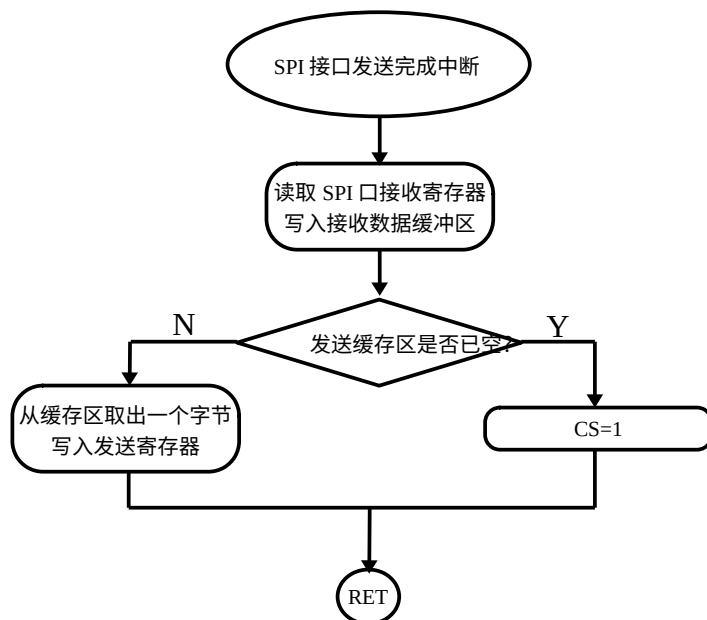 SPI 接口发送完成中断
读取 SPI 口接收寄存器
写入接收数据缓冲区
N
Y
发送缓存区是否已空?
从缓存区取出一个字节
写入发送寄存器
CS=1
RET